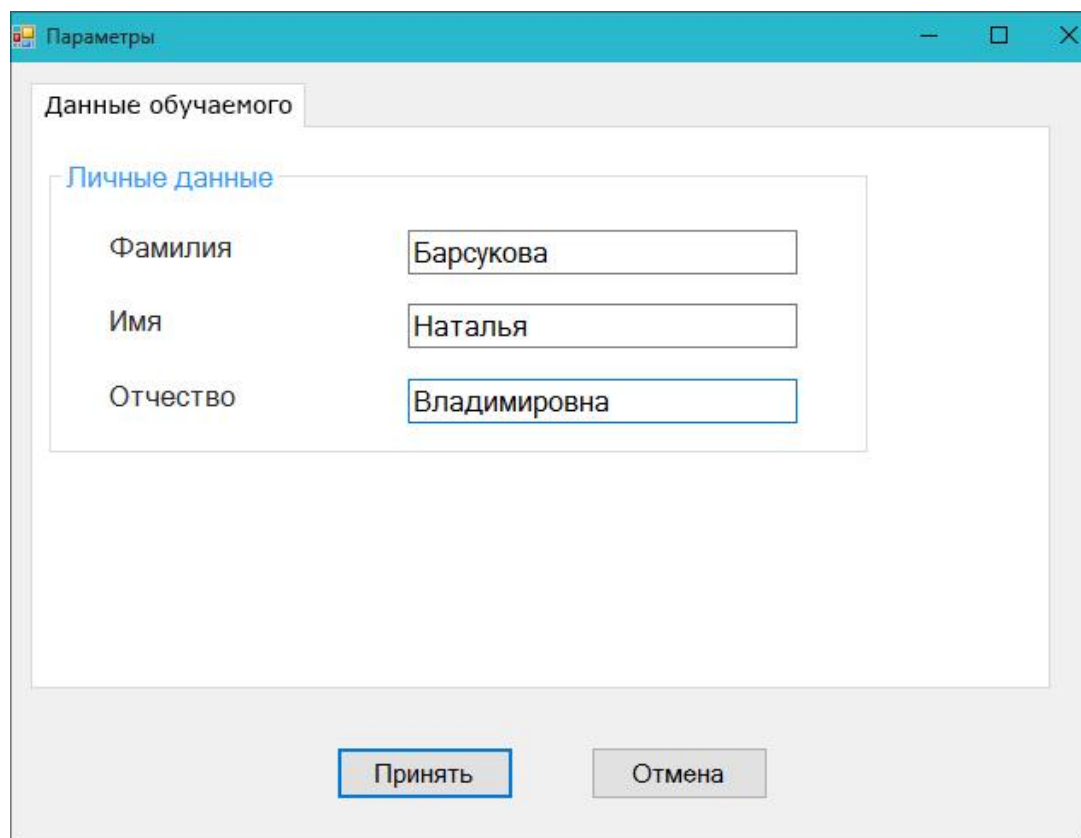 Параметры
Данные обучаемого
Личные данные
Фамилия Барсукова
Имя Наталья
Отчество Владимировна
Принять Отмена